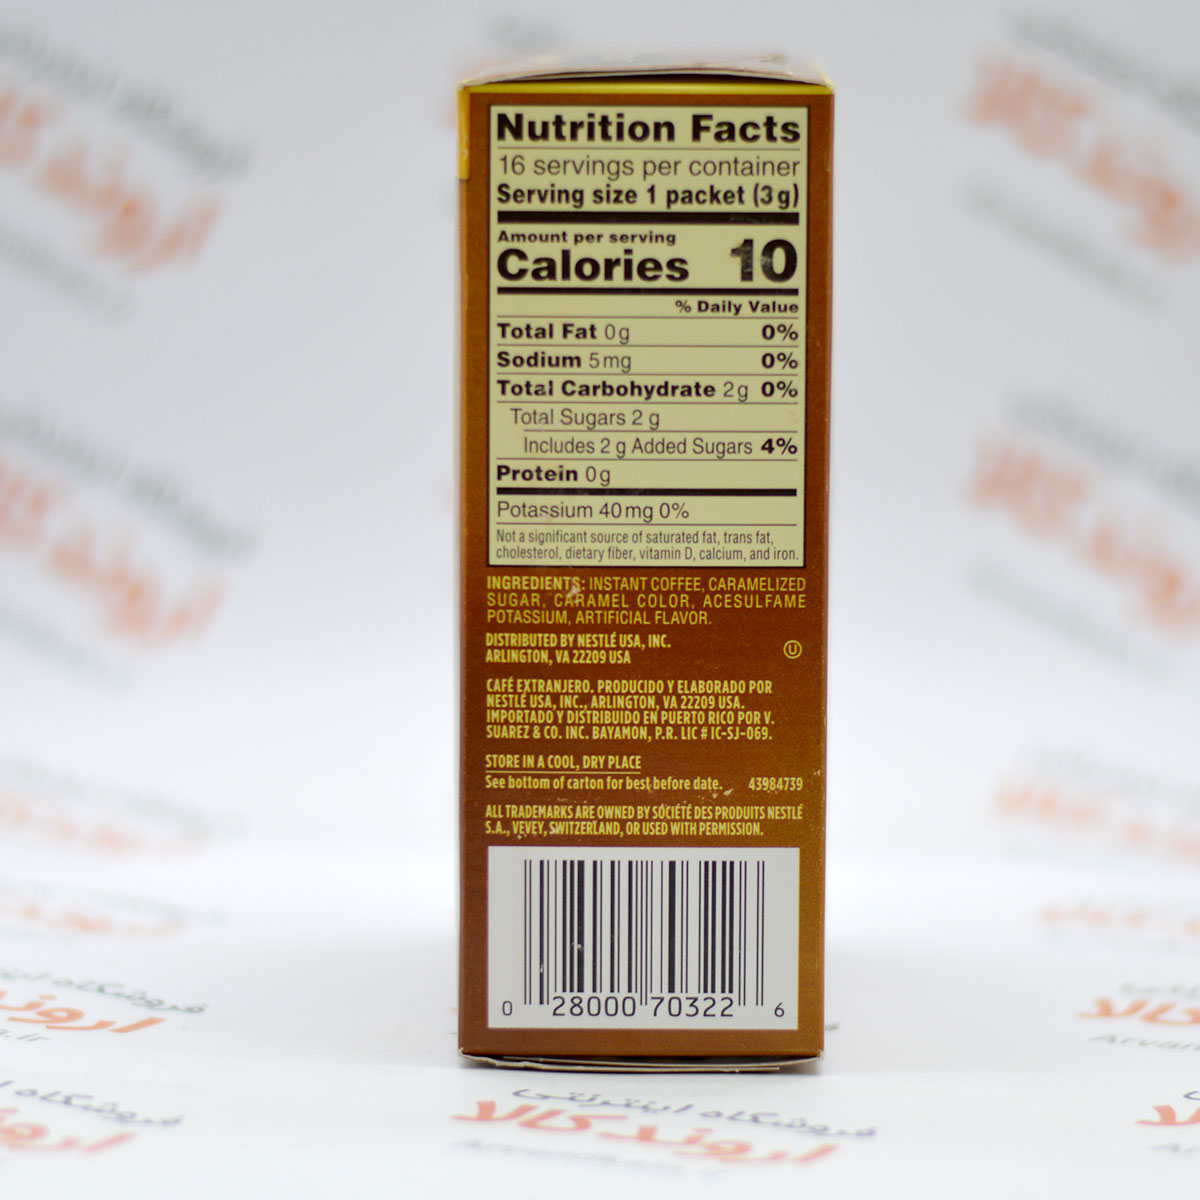 Nutrition Facts
16 servings per container
Serving size 1 packet (3g)
Amount per serving
Calories 10
% Daily Value
Total Fat 0g 0%
Sodium 5mg 0%
Total Carbohydrate 2g 0%
Total Sugars 2 g
Includes 2 g Added Sugars 4%
Protein 0g
Potassium 40mg 0%
Not a significant source of saturated fat, trans fat,
cholesterol, dietary fiber, vitamin D, calcium, and iron.
INGREDIENTS: INSTANT COFFEE, CARAMELIZED
SUGAR, CARAMEL COLOR, ACESULFAME
POTASSIUM, ARTIFICIAL FLAVOR.
DISTRIBUTED BY NESTLÉ USA, INC.
ARLINGTON, VA 22209 USA
U
CAFÉ EXTRANJERO. PRODUCIDO Y ELABORADO POR
NESTLÉ USA, INC., ARLINGTON, VA 22209 USA.
IMPORTADO Y DISTRIBUIDO EN PUERTO RICO POR V.
SUAREZ & CO. INC. BAYAMON, P.R. LIC # IC-SJ-069.
STORE IN A COOL, DRY PLACE
See bottom of carton for best before date. 43984739
ALL TRADEMARKS ARE OWNED BY SOCIÉTÉ DES PRODUITS NESTLÉ
S.A., VEVEY, SWITZERLAND, OR USED WITH PERMISSION.
0 28000 70322 6
فروشگاه اینترنتی
اروند کالا